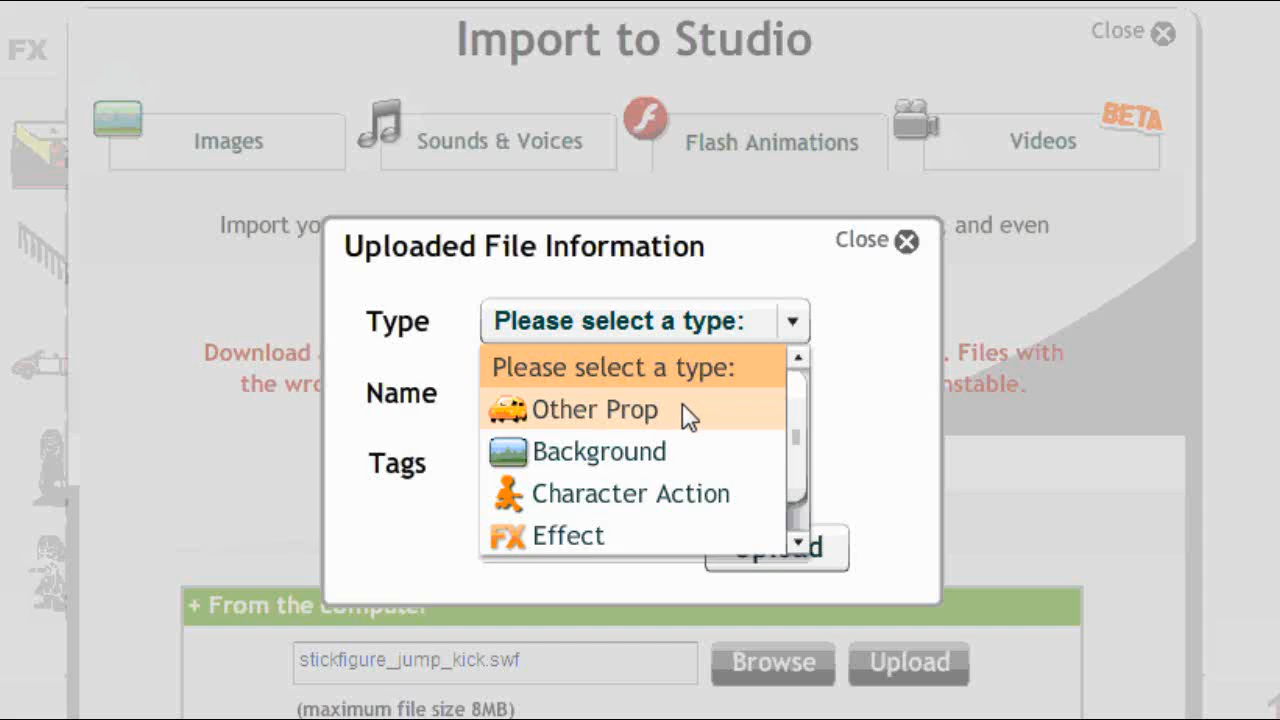 FX
Import to Studio
Close
Images
Sounds & Voices
Flash Animations
Videos
BETA
Import yo
, and even
Uploaded File Information
Close
Type
Please select a type:
Please select a type:
Download
. Files with
the wro
nstable.
Name
Other Prop
Background
Tags
Character Action
FX Effect
Upload
+ From the computer
stickfigure_jump_kick.swf
Browse
Upload
(maximum file size 8MB)